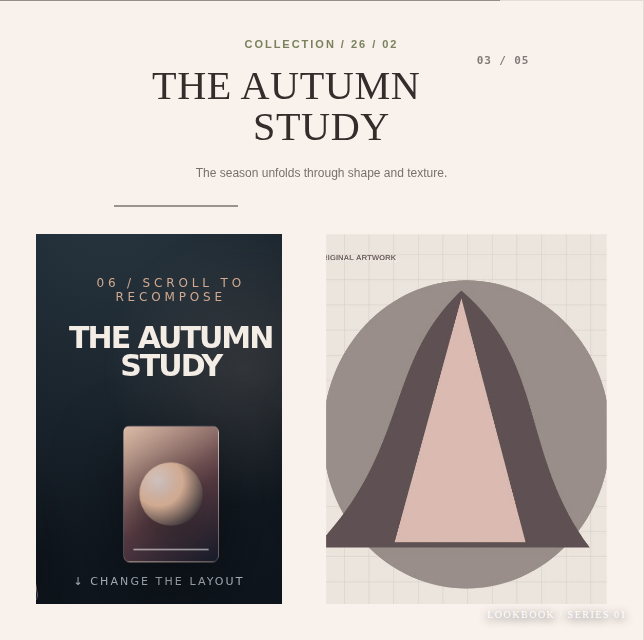 COLLECTION / 26 / 02
03 / 05
THE AUTUMN
STUDY
The season unfolds through shape and texture.
06 / SCROLL TO
RECOMPOSE
THE AUTUMN
STUDY
↓ CHANGE THE LAYOUT
ARTWORK
LOOKBOOK / SERIES 01